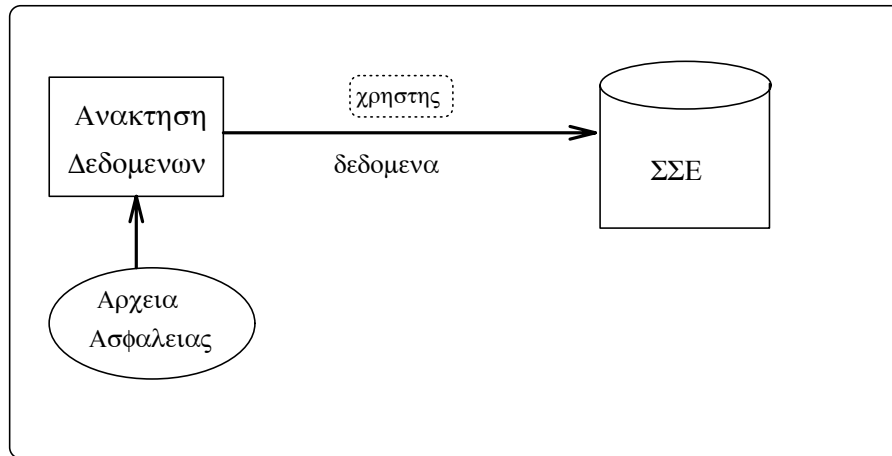 χρηστης
Ανακτηση
Δεδομενων
δεδομενα
ΣΣΕ
Αρχεια
Ασφαλειας